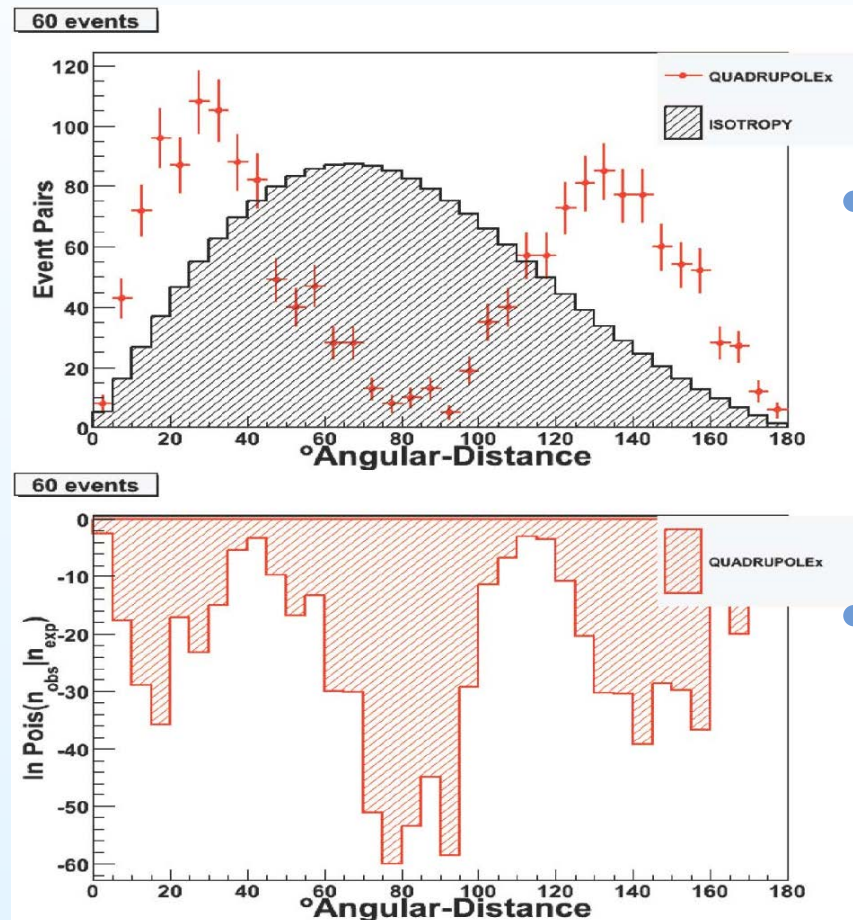 60 events
120
100
80
60
40
20
0
Event Pairs
QUADRUPOLEx
ISOTROPY
0 20 40 60 80 100 120 140 160 180
°Angular-Distance
60 events
0
-10
-20
-30
-40
-50
-60
ln Pois(n_obs|n_exp)
QUADRUPOLEx
0 20 40 60 80 100 120 140 160 180
°Angular-Distance